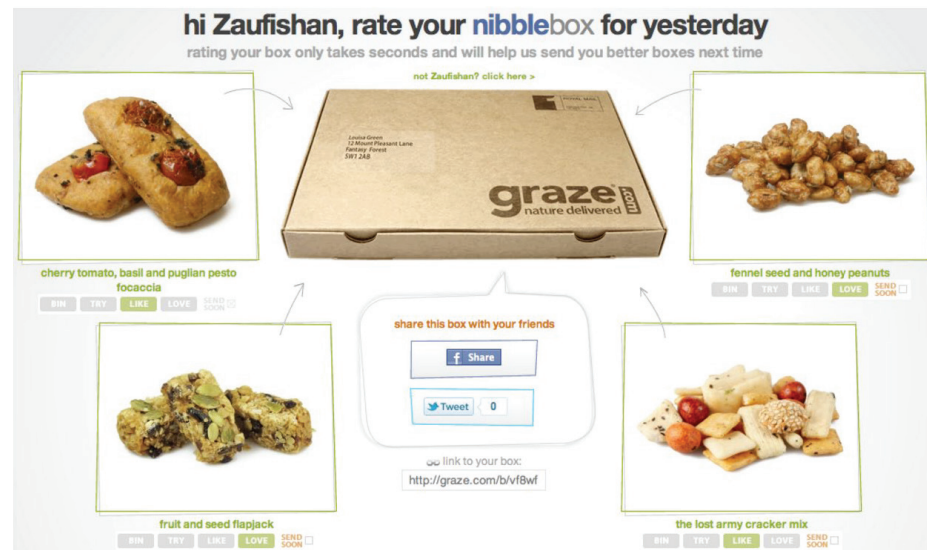 hi Zaufishan, rate your nibblebox for yesterday
rating your box only takes seconds and will help us send you better boxes next time
not Zaufishan? click here >
Louisa Green
12 Mount Pleasant Lane
Fantasy Forest
SW1 2AB
graze.com
nature delivered
cherry tomato, basil and puglian pesto
focaccia
BIN TRY LIKE LOVE SEND SOON
fennel seed and honey peanuts
BIN TRY LIKE LOVE SEND SOON
share this box with your friends
f Share
Tweet 0
link to your box:
http://graze.com/b/vf8wf
fruit and seed flapjack
BIN TRY LIKE LOVE SEND SOON
the lost army cracker mix
BIN TRY LIKE LOVE SEND SOON